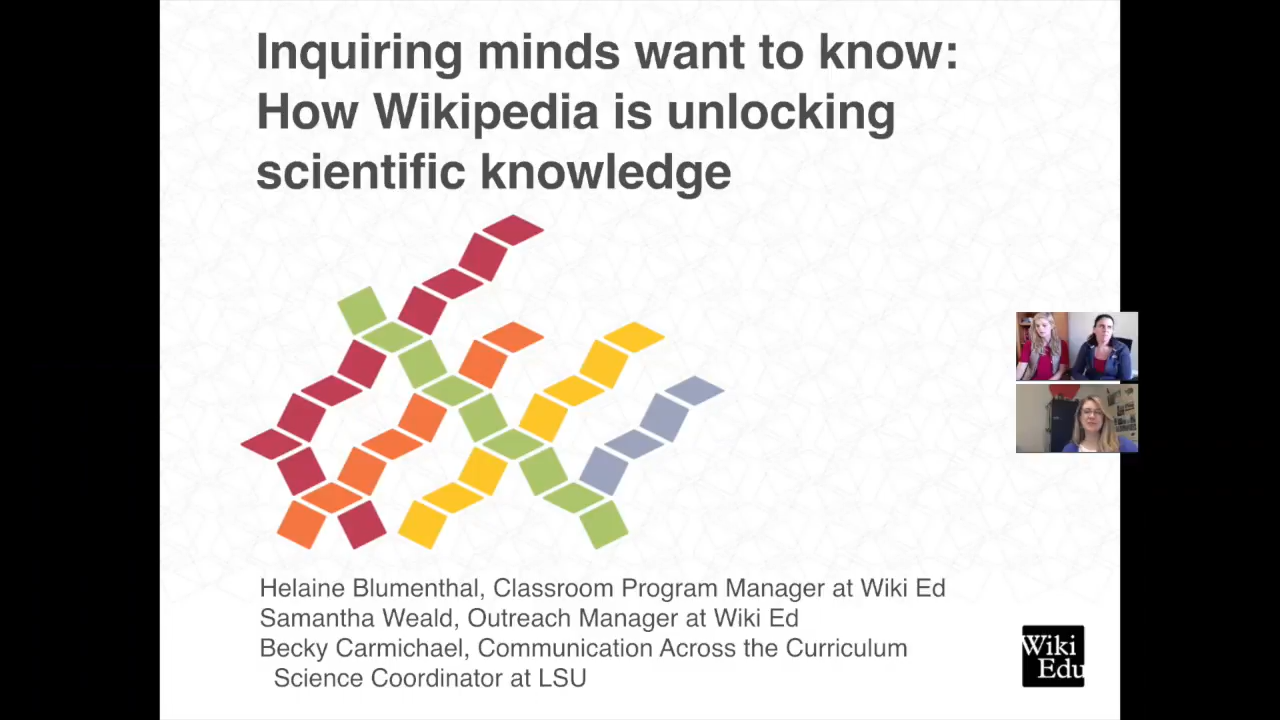 Inquiring minds want to know:
How Wikipedia is unlocking
scientific knowledge
Helaine Blumenthal, Classroom Program Manager at Wiki Ed
Samantha Weald, Outreach Manager at Wiki Ed
Becky Carmichael, Communication Across the Curriculum
Science Coordinator at LSU
Wiki
Edu